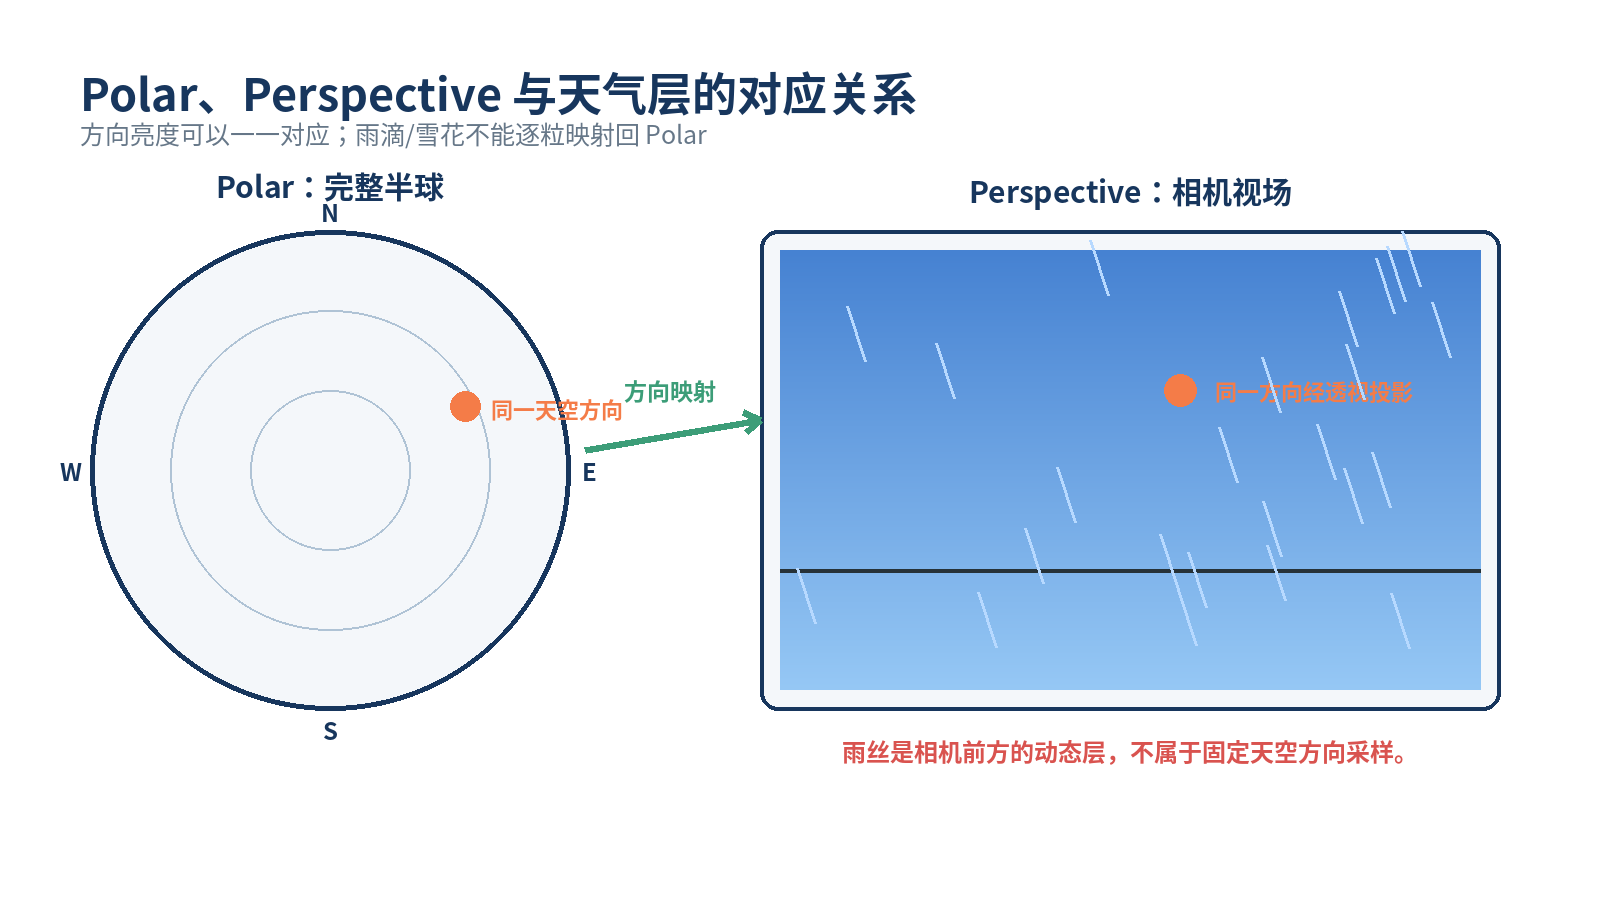 Polar、Perspective 与天气层的对应关系
方向亮度可以一一对应；雨滴/雪花不能逐粒映射回 Polar
Polar：完整半球
N
W
E
S
同一天空方向
方向映射
Perspective：相机视场
同一方向经透视投影
雨丝是相机前方的动态层，不属于固定天空方向采样。